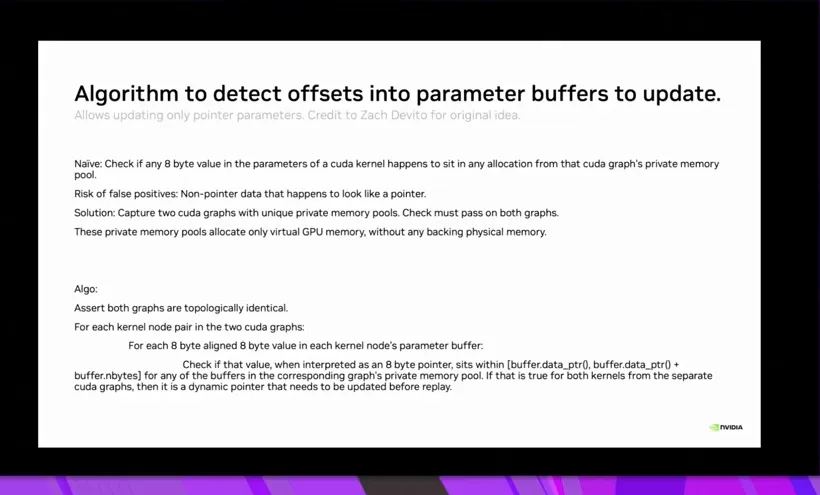 Algorithm to detect offsets into parameter buffers to update.
Allows updating only pointer parameters. Credit to Zach Devito for original idea.
Naïve: Check if any 8 byte value in the parameters of a cuda kernel happens to sit in any allocation from that cuda graph's private memory
pool.
Risk of false positives: Non-pointer data that happens to look like a pointer.
Solution: Capture two cuda graphs with unique private memory pools. Check must pass on both graphs.
These private memory pools allocate only virtual GPU memory, without any backing physical memory.
Algo:
Assert both graphs are topologically identical.
For each kernel node pair in the two cuda graphs:
For each 8 byte aligned 8 byte value in each kernel node's parameter buffer:
Check if that value, when interpreted as an 8 byte pointer, sits within [buffer.data_ptr(), buffer.data_ptr() +
buffer.nbytes] for any of the buffers in the corresponding graph's private memory pool. If that is true for both kernels from the separate
cuda graphs, then it is a dynamic pointer that needs to be updated before replay.
NVIDIA